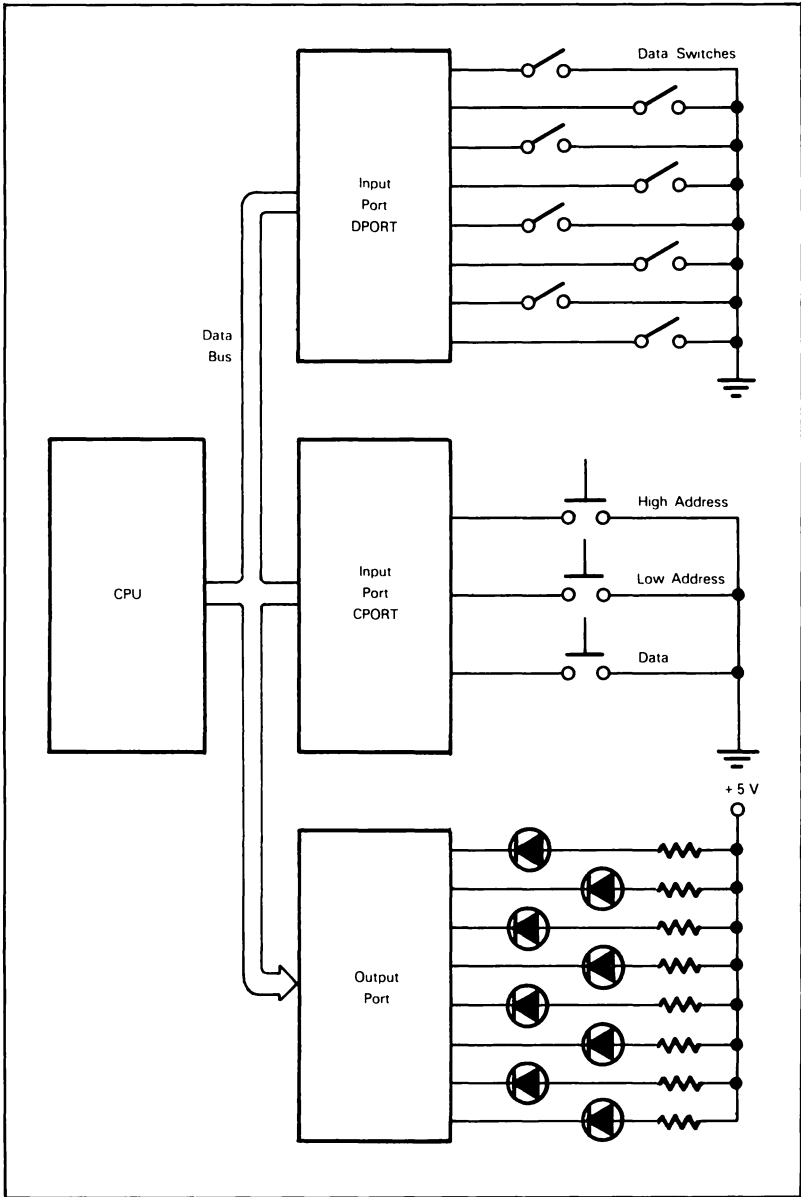 Data Switches
Input
Port
DPORT
Data
Bus
High Address
CPU
Input
Port
CPORT
Low Address
Data
+ 5 V
Output
Port